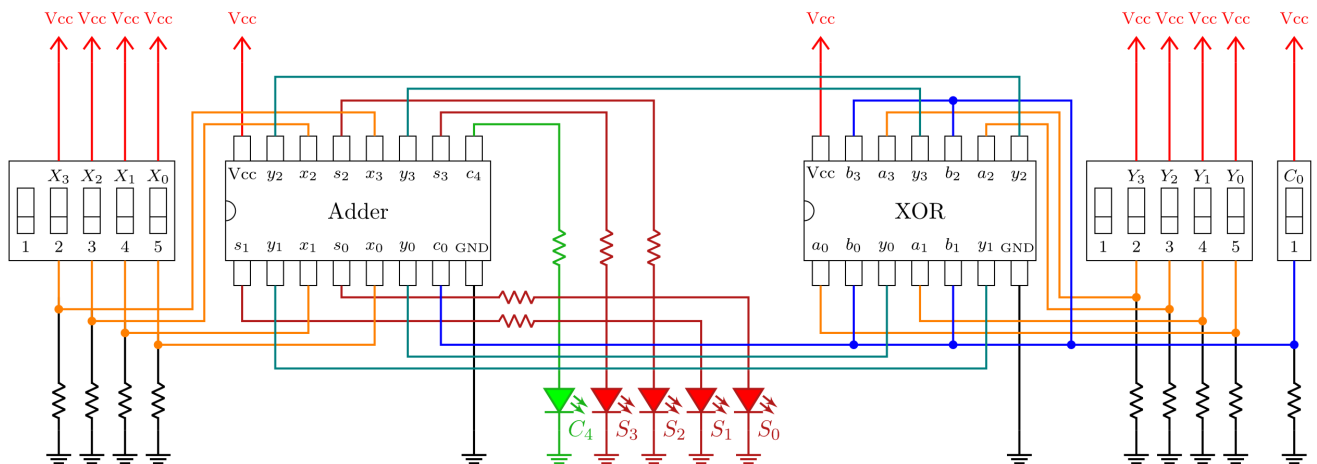 Vcc Vcc Vcc Vcc Vcc Vcc Vcc Vcc Vcc Vcc Vcc
X₃ X₂ X₁ X₀
1 2 3 4 5
Vcc y₂ x₂ s₂ x₃ y₃ s₃ c₄
Adder
s₁ y₁ x₁ s₀ x₀ y₀ c₀ GND
Vcc b₃ a₃ y₃ b₂ a₂ y₂
XOR
a₀ b₀ y₀ a₁ b₁ y₁ GND
Y₃ Y₂ Y₁ Y₀
1 2 3 4 5
C₀
1
C₄ S₃ S₂ S₁ S₀